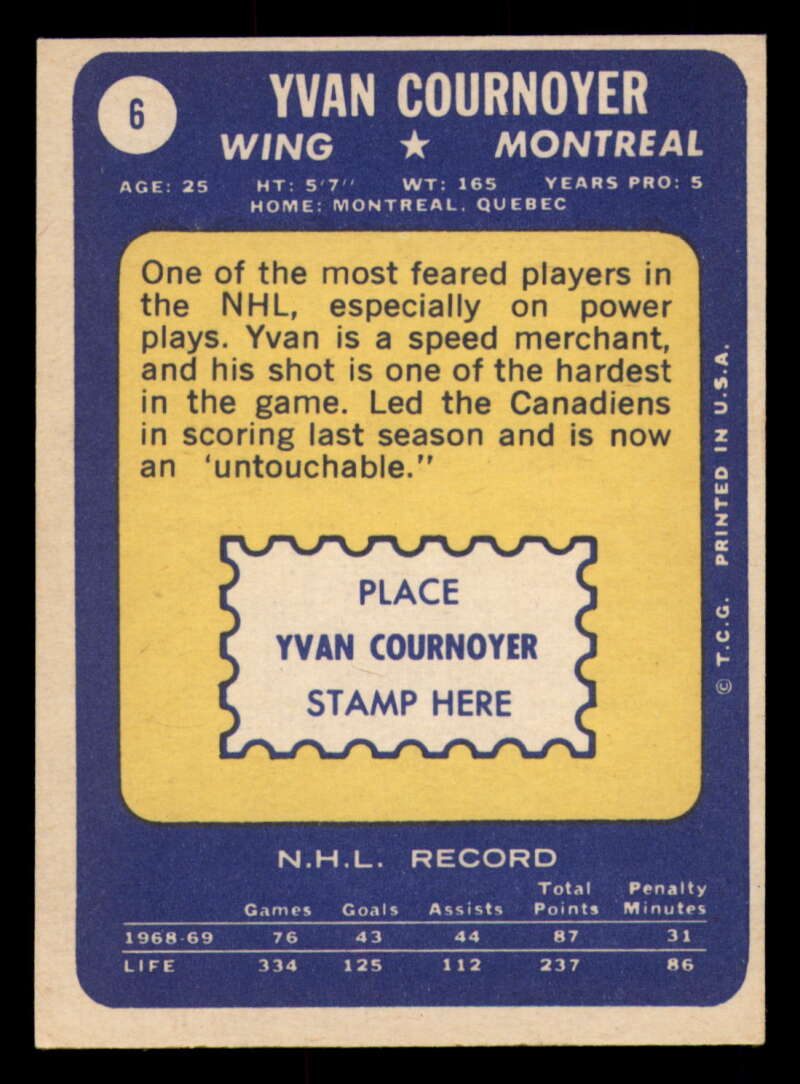 6
YVAN COURNOYER
WING ★ MONTREAL
AGE: 25 HT: 5'7'' WT: 165 YEARS PRO: 5
HOME: MONTREAL, QUEBEC
One of the most feared players in
the NHL, especially on power
plays. Yvan is a speed merchant,
and his shot is one of the hardest
in the game. Led the Canadiens
in scoring last season and is now
an 'untouchable.''
PLACE
YVAN COURNOYER
STAMP HERE
© T.C.G. PRINTED IN U.S.A.
N.H.L. RECORD
Games Goals Assists Total Points Penalty Minutes
1968-69 76 43 44 87 31
LIFE 334 125 112 237 86